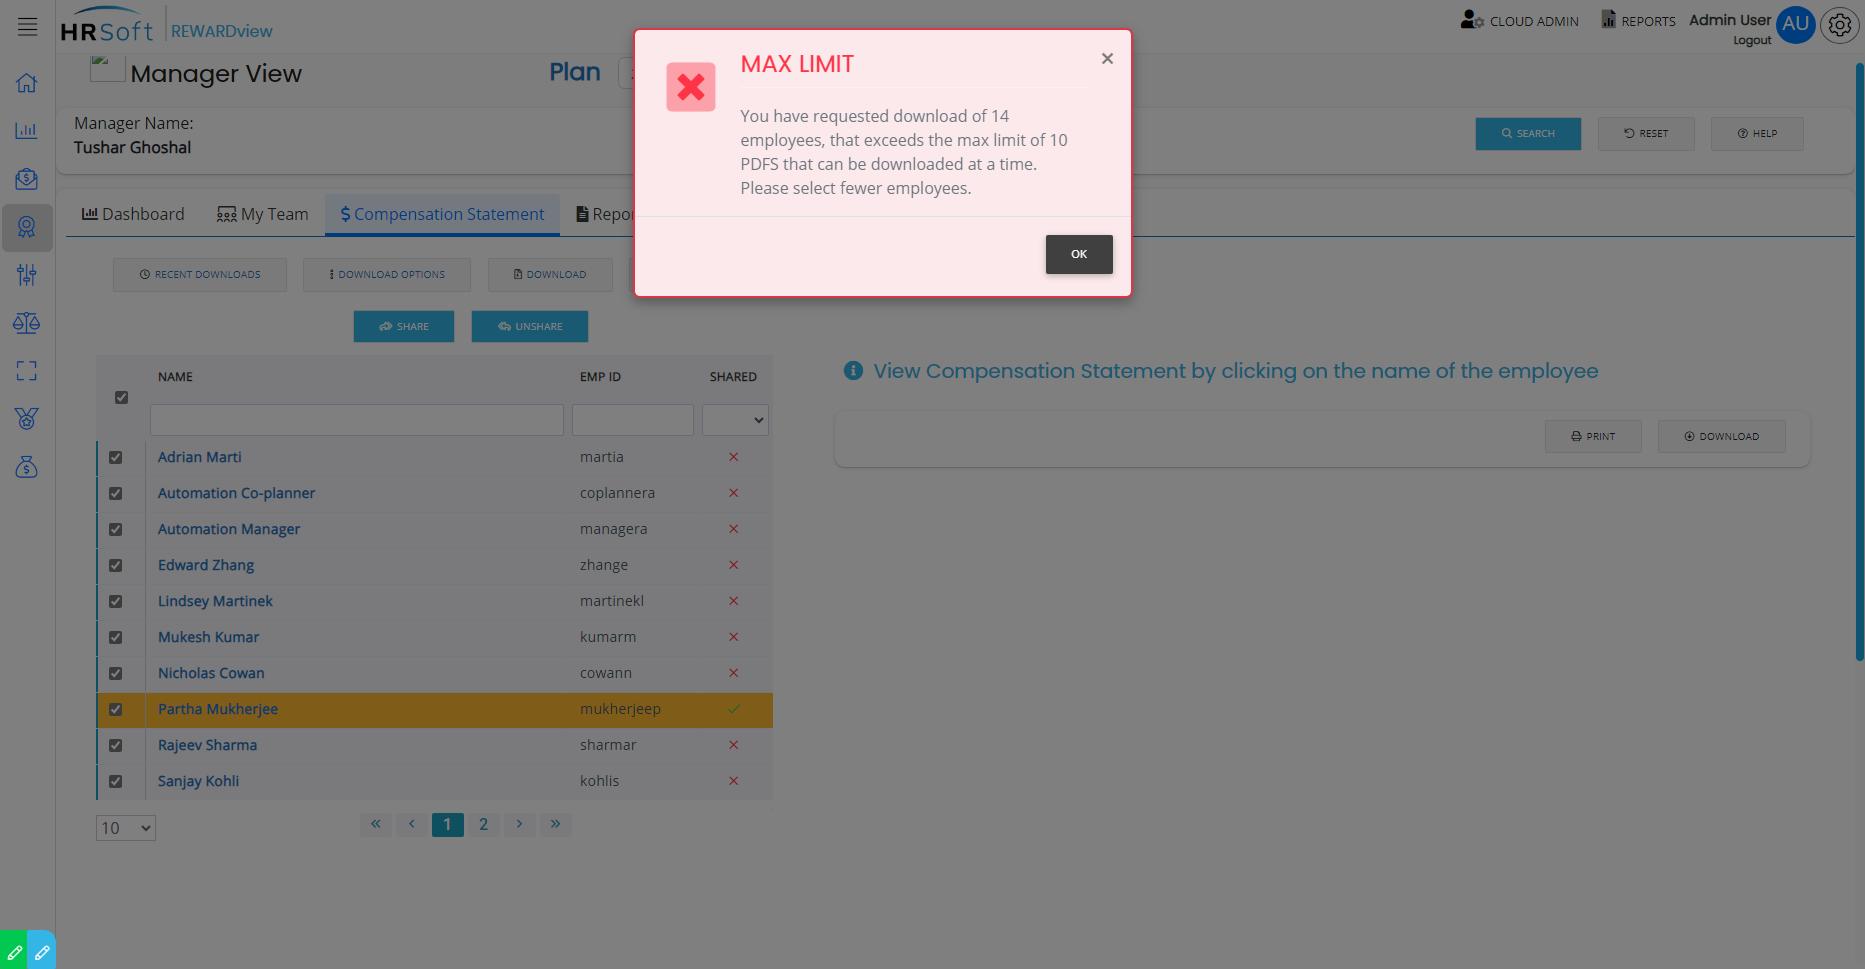 HRSoft
REWARDview
CLOUD ADMIN
REPORTS
Admin User
Logout
AU
Manager View
Plan
Manager Name:
Tushar Ghoshal
SEARCH
RESET
HELP
MAX LIMIT
×
You have requested download of 14
employees, that exceeds the max limit of 10
PDFS that can be downloaded at a time.
Please select fewer employees.
OK
Dashboard
My Team
Compensation Statement
Repo
RECENT DOWNLOADS
DOWNLOAD OPTIONS
DOWNLOAD
SHARE
UNSHARE
NAME
EMP ID
SHARED
Adrian Marti martia
Automation Co-planner coplannera
Automation Manager managera
Edward Zhang zhange
Lindsey Martinek martinekl
Mukesh Kumar kumarm
Nicholas Cowan cowann
Partha Mukherjee mukherjeep
Rajeev Sharma sharmar
Sanjay Kohli kohlis
10
« ‹ 1 2 › »
View Compensation Statement by clicking on the name of the employee
PRINT
DOWNLOAD